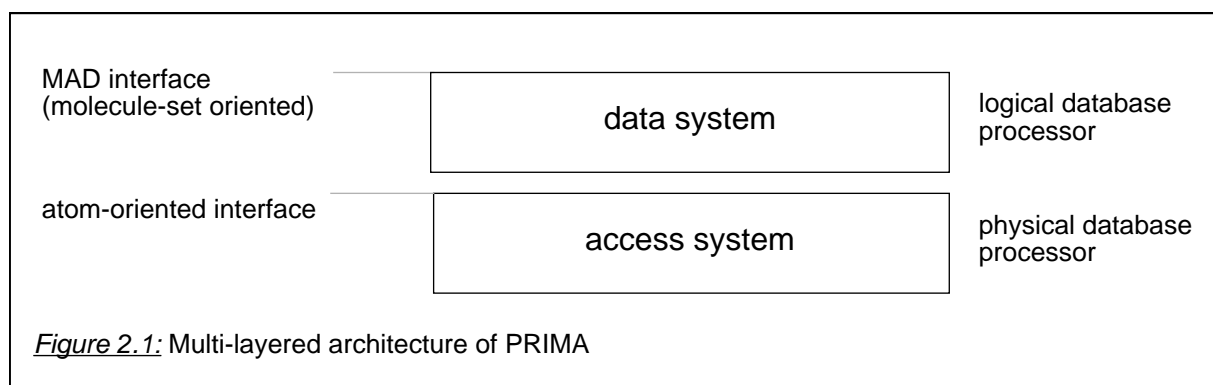 MAD interface
(molecule-set oriented)
data system
logical database
processor
atom-oriented interface
access system
physical database
processor
Figure 2.1: Multi-layered architecture of PRIMA